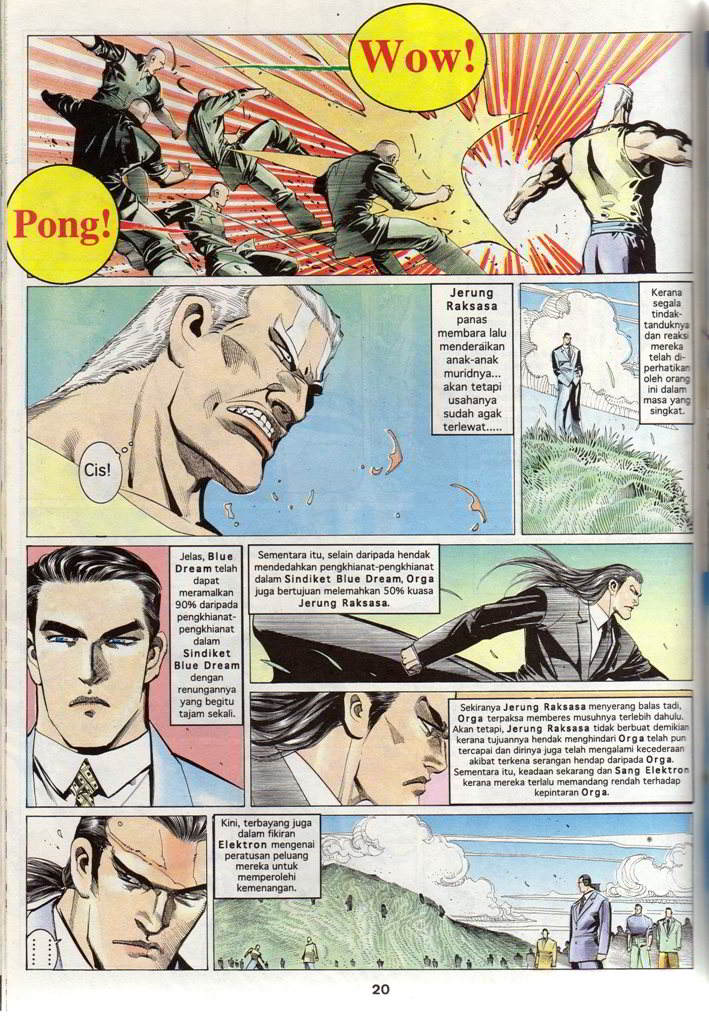 Wow!
Pong!
Jerung
Raksasa
panas
membara lalu
menderaikan
anak-anak
muridnya...
akan tetapi
usahanya
sudah agak
terlewat.....
Kerana
segala
tindak-
tanduknya
dan reaksi
mereka
telah di-
perhatikan
oleh orang
ini dalam
masa yang
singkat.
Cis!
Jelas, Blue
Dream telah
dapat
meramalkan
90% daripada
pengkhianat-
pengkhianat
dalam
Sindiket
Blue Dream
dengan
renungannya
yang begitu
tajam sekali.
Sementara itu, selain daripada hendak
mendedahkan pengkhianat-pengkhianat
dalam Sindiket Blue Dream, Orga
juga bertujuan melemahkan 50% kuasa
Jerung Raksasa.
Sekiranya Jerung Raksasa menyerang balas tadi,
Orga terpaksa memberes musuhnya terlebih dahulu.
Akan tetapi, Jerung Raksasa tidak berbuat demikian
kerana tujuannya hendak menghindari Orga telah pun
tercapai dan dirinya juga telah mengalami kecederaan
akibat terkena serangan hendap daripada Orga.
Sementara itu, keadaan sekarang dan Sang Elektron
kerana mereka terlalu memandang rendah terhadap
kepintaran Orga.
Kini, terbayang juga
dalam fikiran
Elektron mengenai
peratusan peluang
mereka untuk
memperolehi
kemenangan.
20